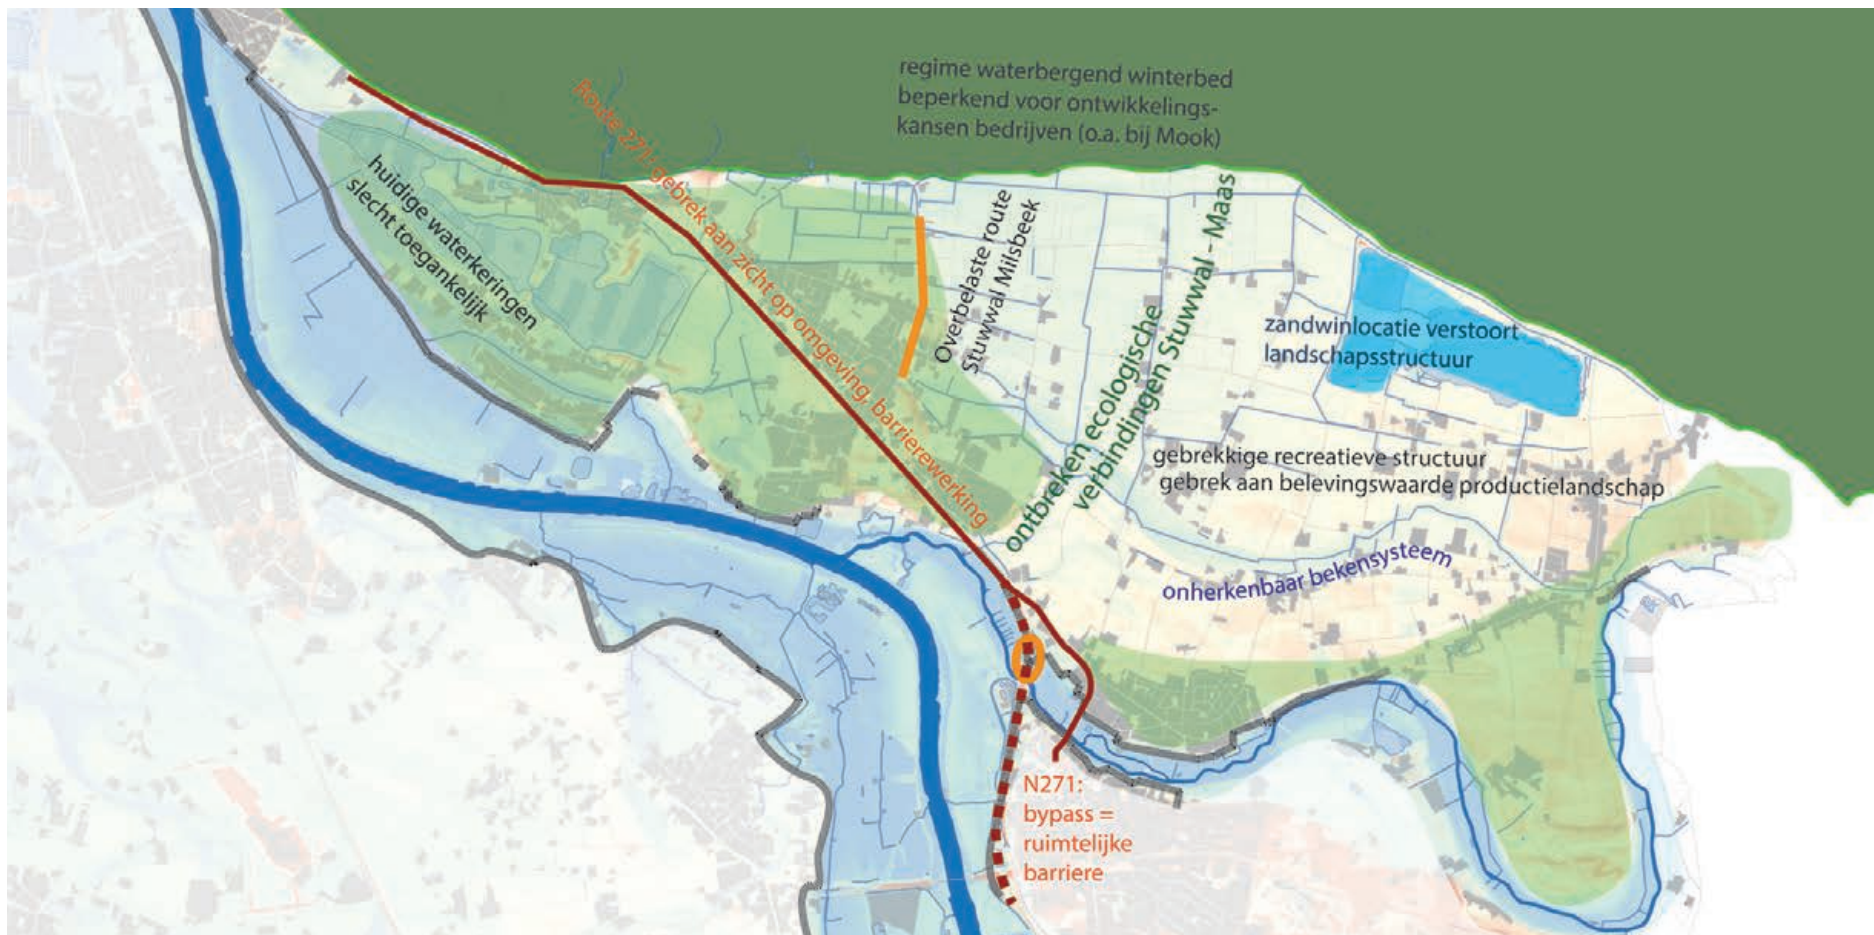 regime waterbergend winterbed
beperkend voor ontwikkelings-
kansen bedrijven (o.a. bij Mook)
Route 271: gebrek aan zicht op omgeving, barrierewerking
huidige waterkeringen
slecht toegankelijk
Overbelaste route
Stuwwal Milsbeek
ontbreken ecologische
verbindingen Stuwwal - Maas
zandwinlocatie verstoort
landschapsstructuur
gebrekkige recreatieve structuur
gebrek aan belevingswaarde productielandschap
onherkenbaar bekensysteem
N271:
bypass =
ruimtelijke
barriere